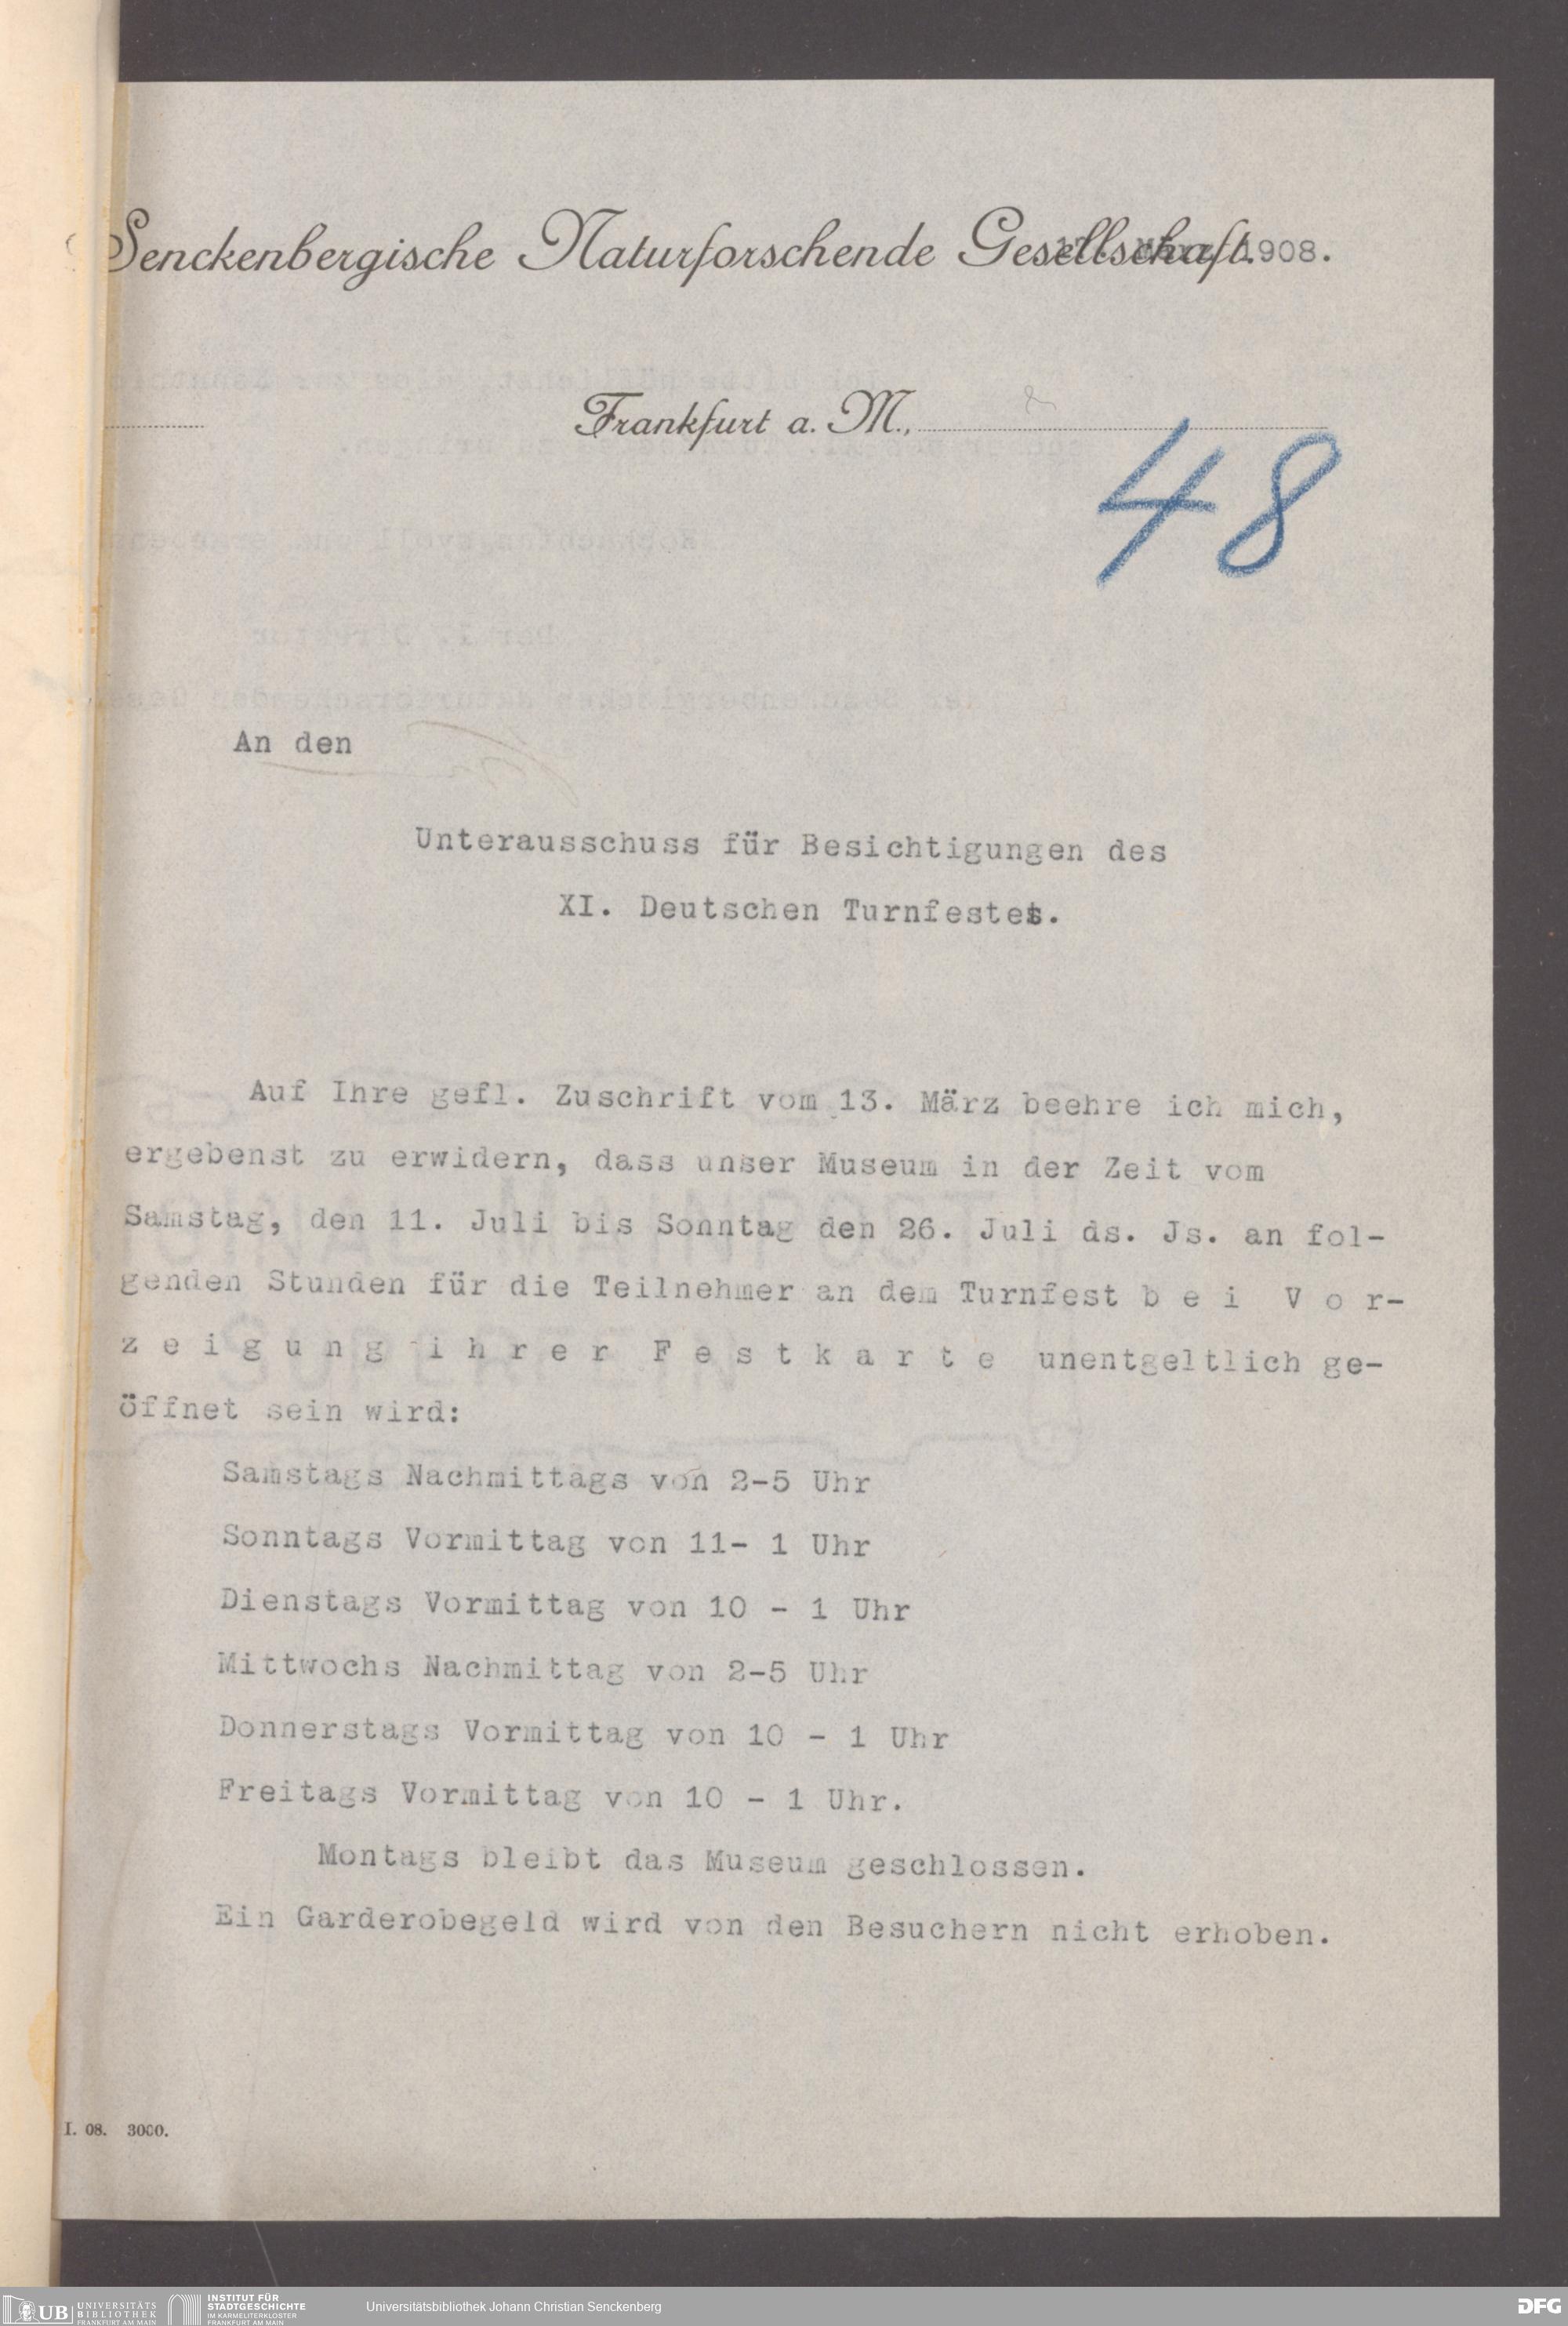 Senckenbergische Naturforschende Gesellschaft.
1908.
Frankfurt a. M.,
48
An den
Unterausschuss für Besichtigungen des
XI. Deutschen Turnfestes.
Auf Ihre gefl. Zuschrift vom 13. März beehre ich mich,
ergebenst zu erwidern, dass unser Museum in der Zeit vom
Samstag, den 11. Juli bis Sonntag den 26. Juli ds. Js. an fol-
genden Stunden für die Teilnehmer an dem Turnfest b e i V o r-
z e i g u n g i h r e r F e s t k a r t e unentgeltlich ge-
öffnet sein wird:
Samstags Nachmittags von 2-5 Uhr
Sonntags Vormittag von 11- 1 Uhr
Dienstags Vormittag von 10 - 1 Uhr
Mittwochs Nachmittag von 2-5 Uhr
Donnerstags Vormittag von 10 - 1 Uhr
Freitags Vormittag von 10 - 1 Uhr.
Montags bleibt das Museum geschlossen.
Ein Garderobegeld wird von den Besuchern nicht erhoben.
I. 08. 3000.
UB UNIVERSITÄTS
BIBLIOTHEK
FRANKFURT AM MAIN
INSTITUT FÜR
STADTGESCHICHTE
IM KARMELITERKLOSTER
FRANKFURT AM MAIN
Universitätsbibliothek Johann Christian Senckenberg
DFG